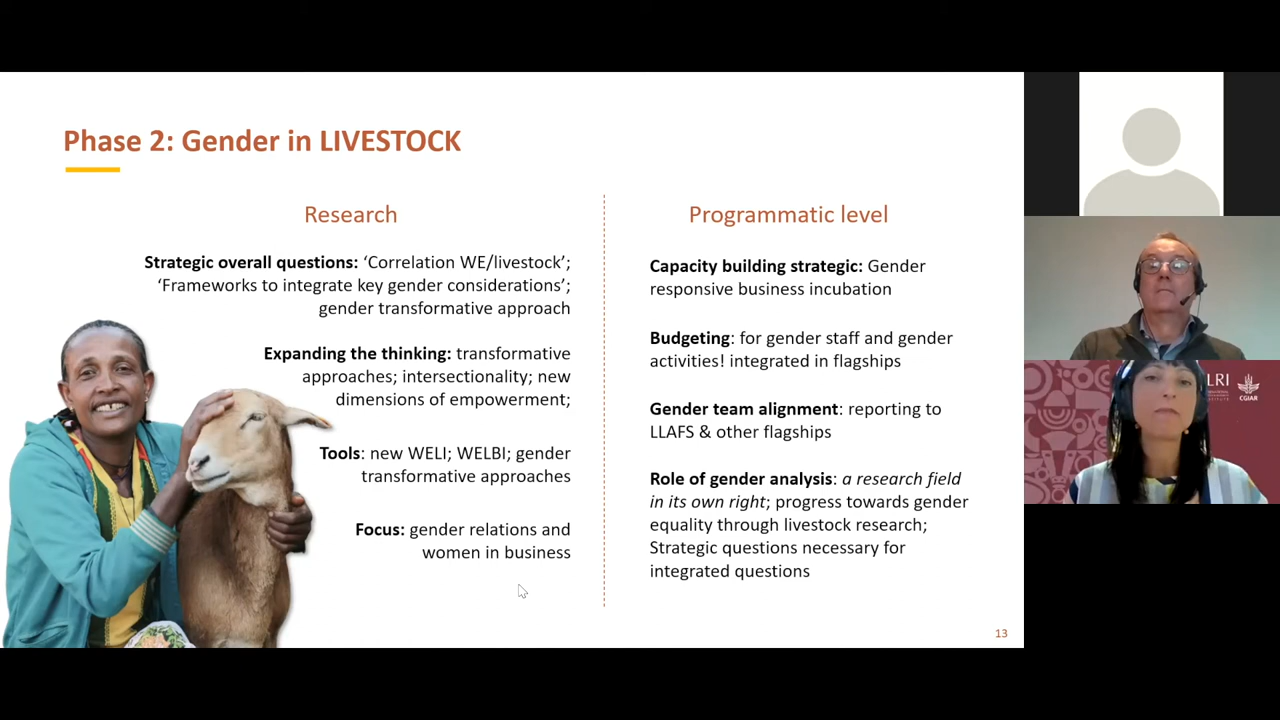 Phase 2: Gender in LIVESTOCK
Research
Strategic overall questions: ‘Correlation WE/livestock’;
‘Frameworks to integrate key gender considerations’;
gender transformative approach
Expanding the thinking: transformative
approaches; intersectionality; new
dimensions of empowerment;
Tools: new WELI; WELBI; gender
transformative approaches
Focus: gender relations and
women in business
Programmatic level
Capacity building strategic: Gender
responsive business incubation
Budgeting: for gender staff and gender
activities! integrated in flagships
Gender team alignment: reporting to
LLAFS & other flagships
Role of gender analysis: a research field
in its own right; progress towards gender
equality through livestock research;
Strategic questions necessary for
integrated questions
13
LRI
CGIAR